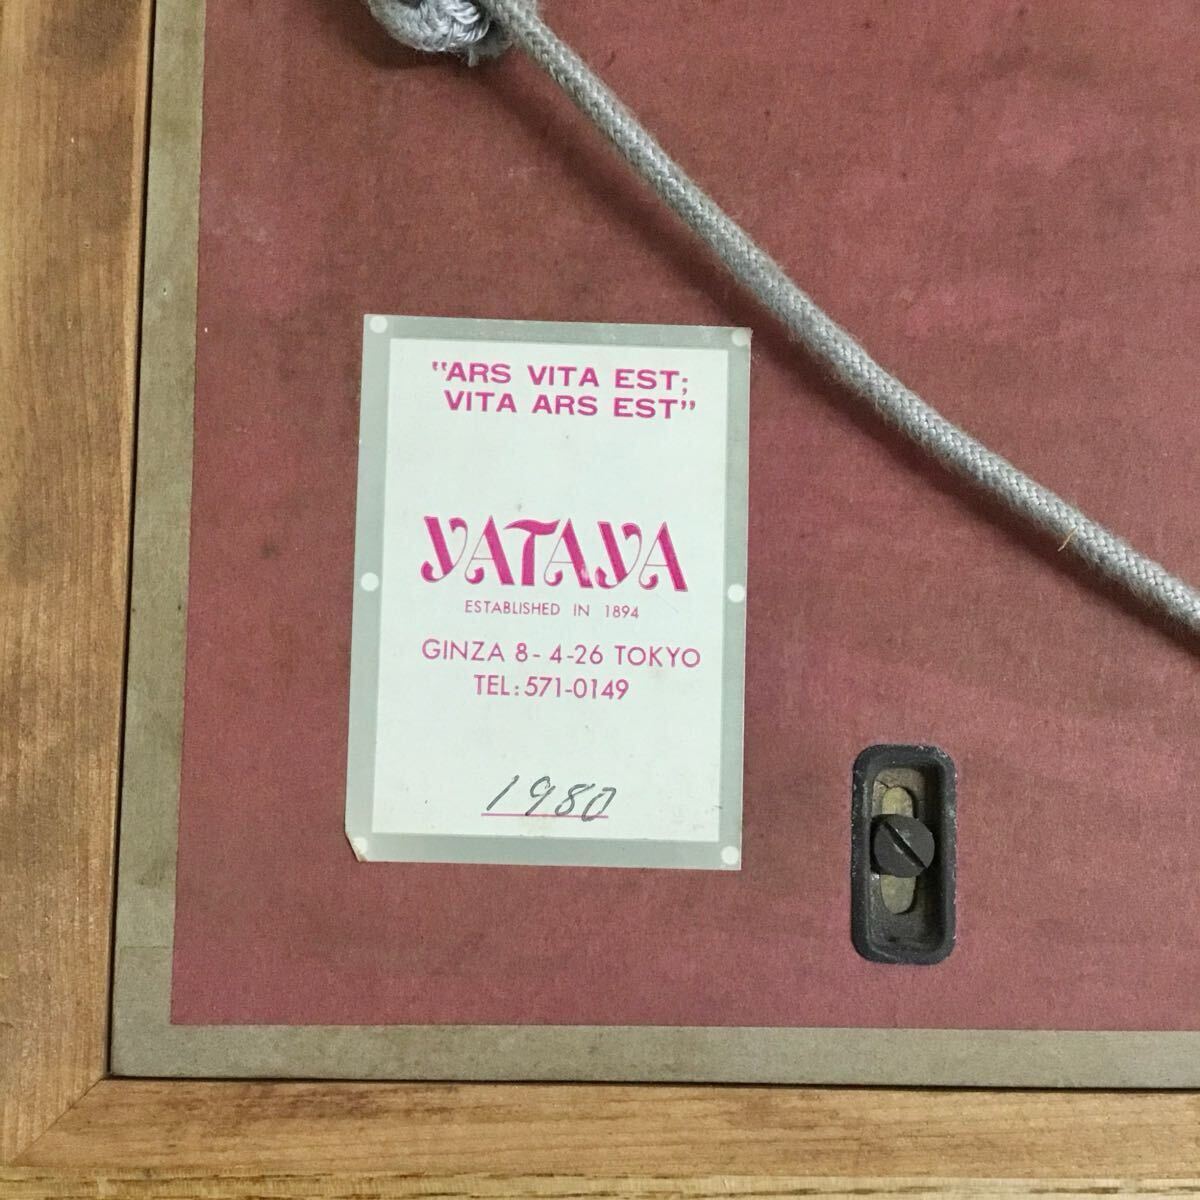 "ARS VITA EST;
VITA ARS EST"
YATAYA
ESTABLISHED IN 1894
GINZA 8-4-26 TOKYO
TEL: 571-0149
1980